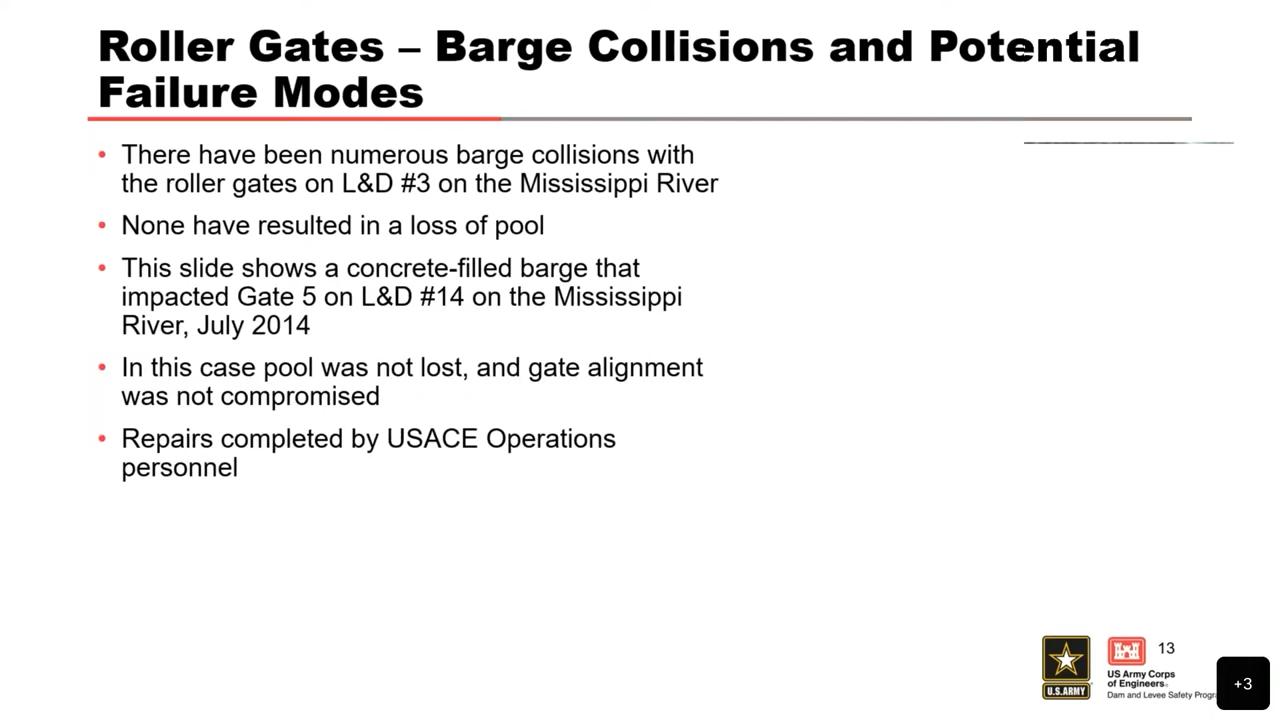 Roller Gates – Barge Collisions and Potential
Failure Modes
• There have been numerous barge collisions with
the roller gates on L&D #3 on the Mississippi River
• None have resulted in a loss of pool
• This slide shows a concrete-filled barge that
impacted Gate 5 on L&D #14 on the Mississippi
River, July 2014
• In this case pool was not lost, and gate alignment
was not compromised
• Repairs completed by USACE Operations
personnel
13
U.S.ARMY
US Army Corps
of Engineers®
Dam and Levee Safety Progr
+3